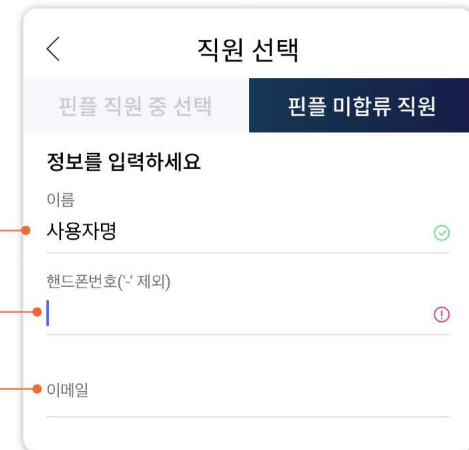 직원 선택
핀플 직원 중 선택
핀플 미합류 직원
정보를 입력하세요
이름
사용자명
핸드폰번호('-' 제외)
이메일